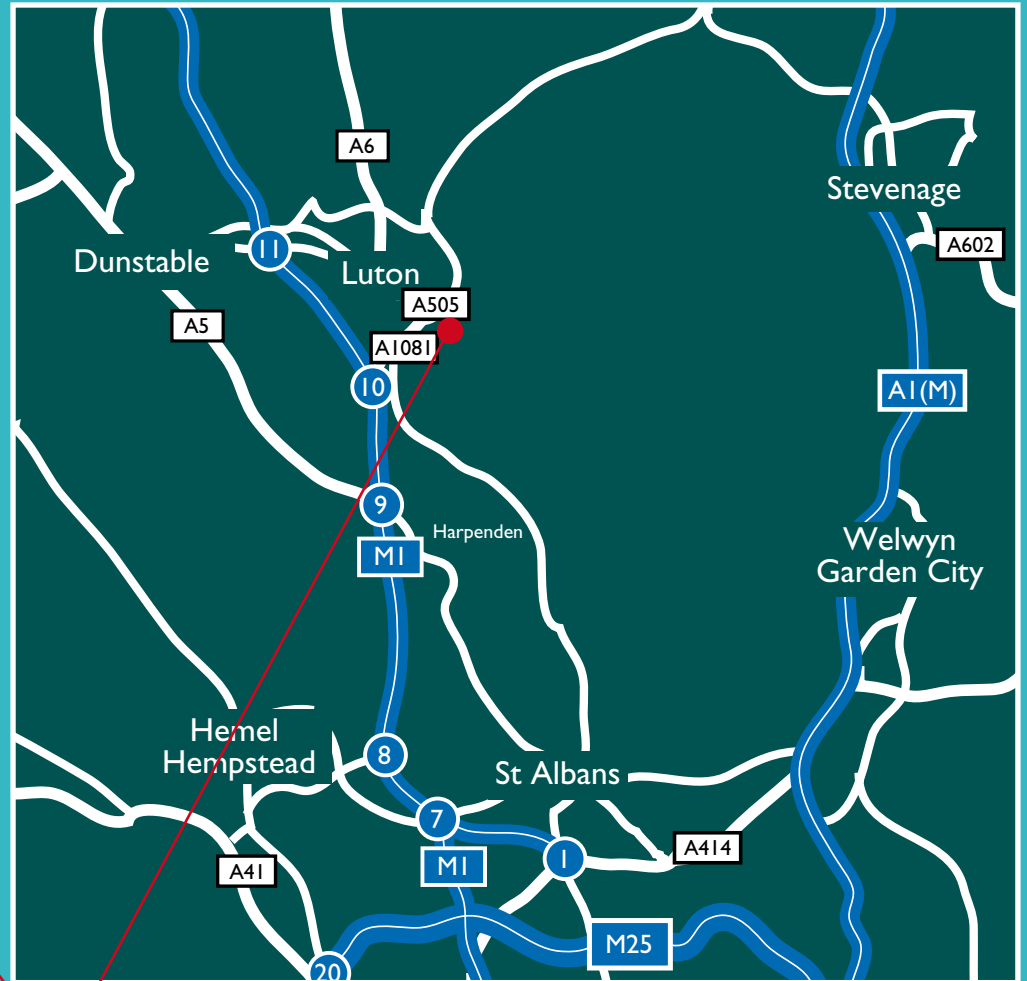 A6
Stevenage
A602
11
Dunstable
Luton
A505
A5
A1081
10
A1(M)
9
Harpenden
M1
Welwyn
Garden City
Hemel
Hempstead
8
St Albans
7
A414
1
M1
A41
M25
20